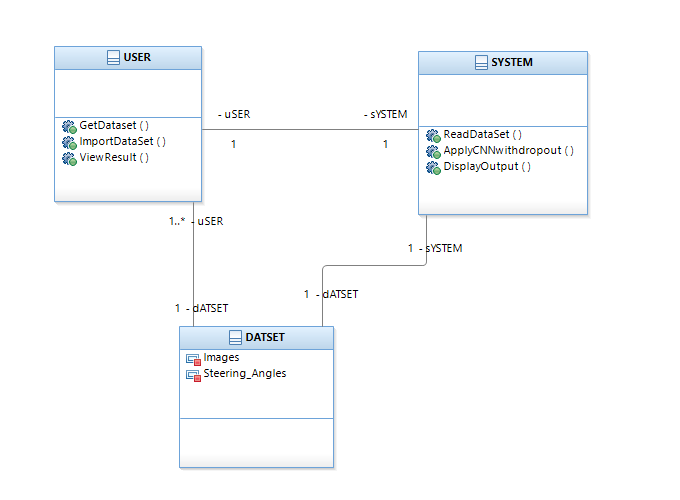 USER
GetDataset ( )
ImportDataSet ( )
ViewResult ( )
- uSER
1
- sYSTEM
1
SYSTEM
ReadDataSet ( )
ApplyCNNwithdropout ( )
DisplayOutput ( )
1..* - uSER
1 - sYSTEM
1 - dATSET
1 - dATSET
DATSET
Images
Steering_Angles